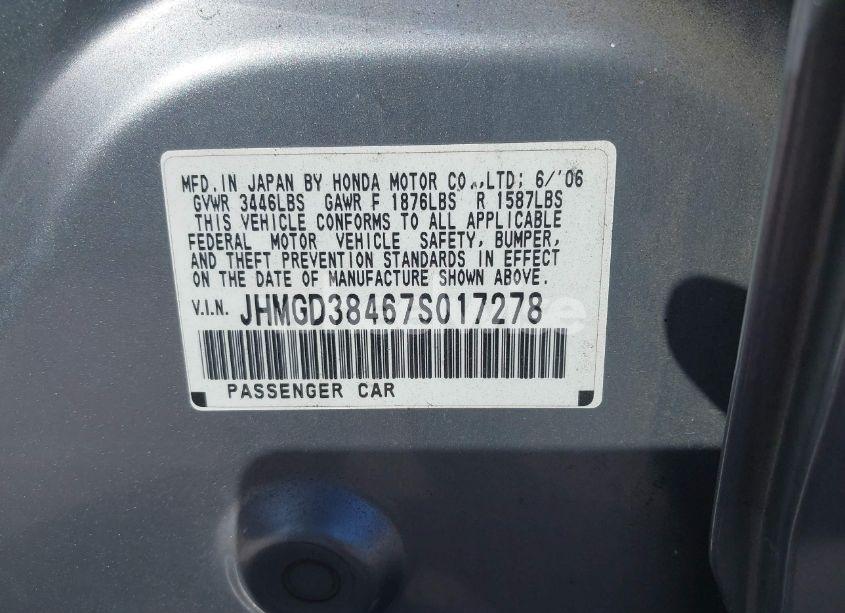 MFD.IN JAPAN BY HONDA MOTOR CO.,LTD; 6/'06
GVWR 3446LBS GAWR F 1876LBS R 1587LBS
THIS VEHICLE CONFORMS TO ALL APPLICABLE
FEDERAL MOTOR VEHICLE SAFETY, BUMPER,
AND THEFT PREVENTION STANDARDS IN EFFECT
ON THE DATE OF MANUFACTURE SHOWN ABOVE.
V.I.N. JHMGD38467S017278
PASSENGER CAR